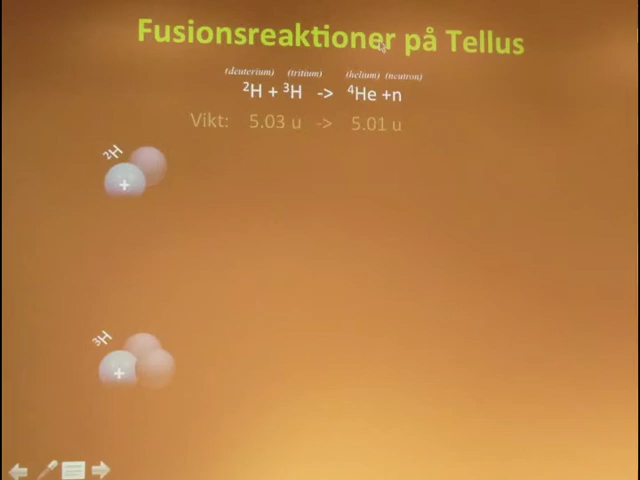 Fusionsreaktioner på Tellus
(deuterium) (tritium) (helium) (neutron)
²H + ³H -> ⁴He +n
Vikt: 5.03 u -> 5.01 u
²H
+
³H
+